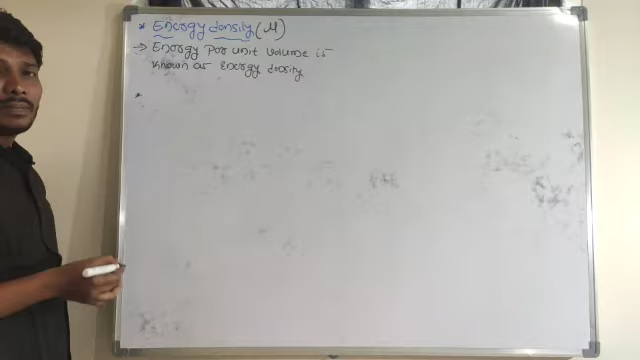 * Energy density (μ)
→ Energy per unit volume is
known as energy density